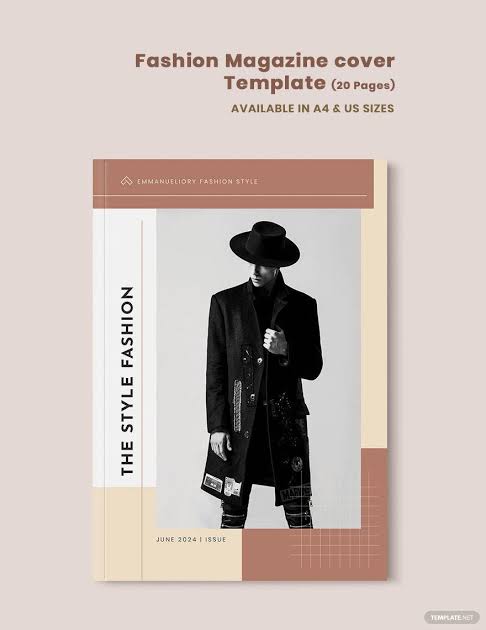 Fashion Magazine cover
Template (20 Pages)
AVAILABLE IN A4 & US SIZES
EMMANUELIORY FASHION STYLE
THE STYLE FASHION
JUNE 2024 | ISSUE
TEMPLATE.NET